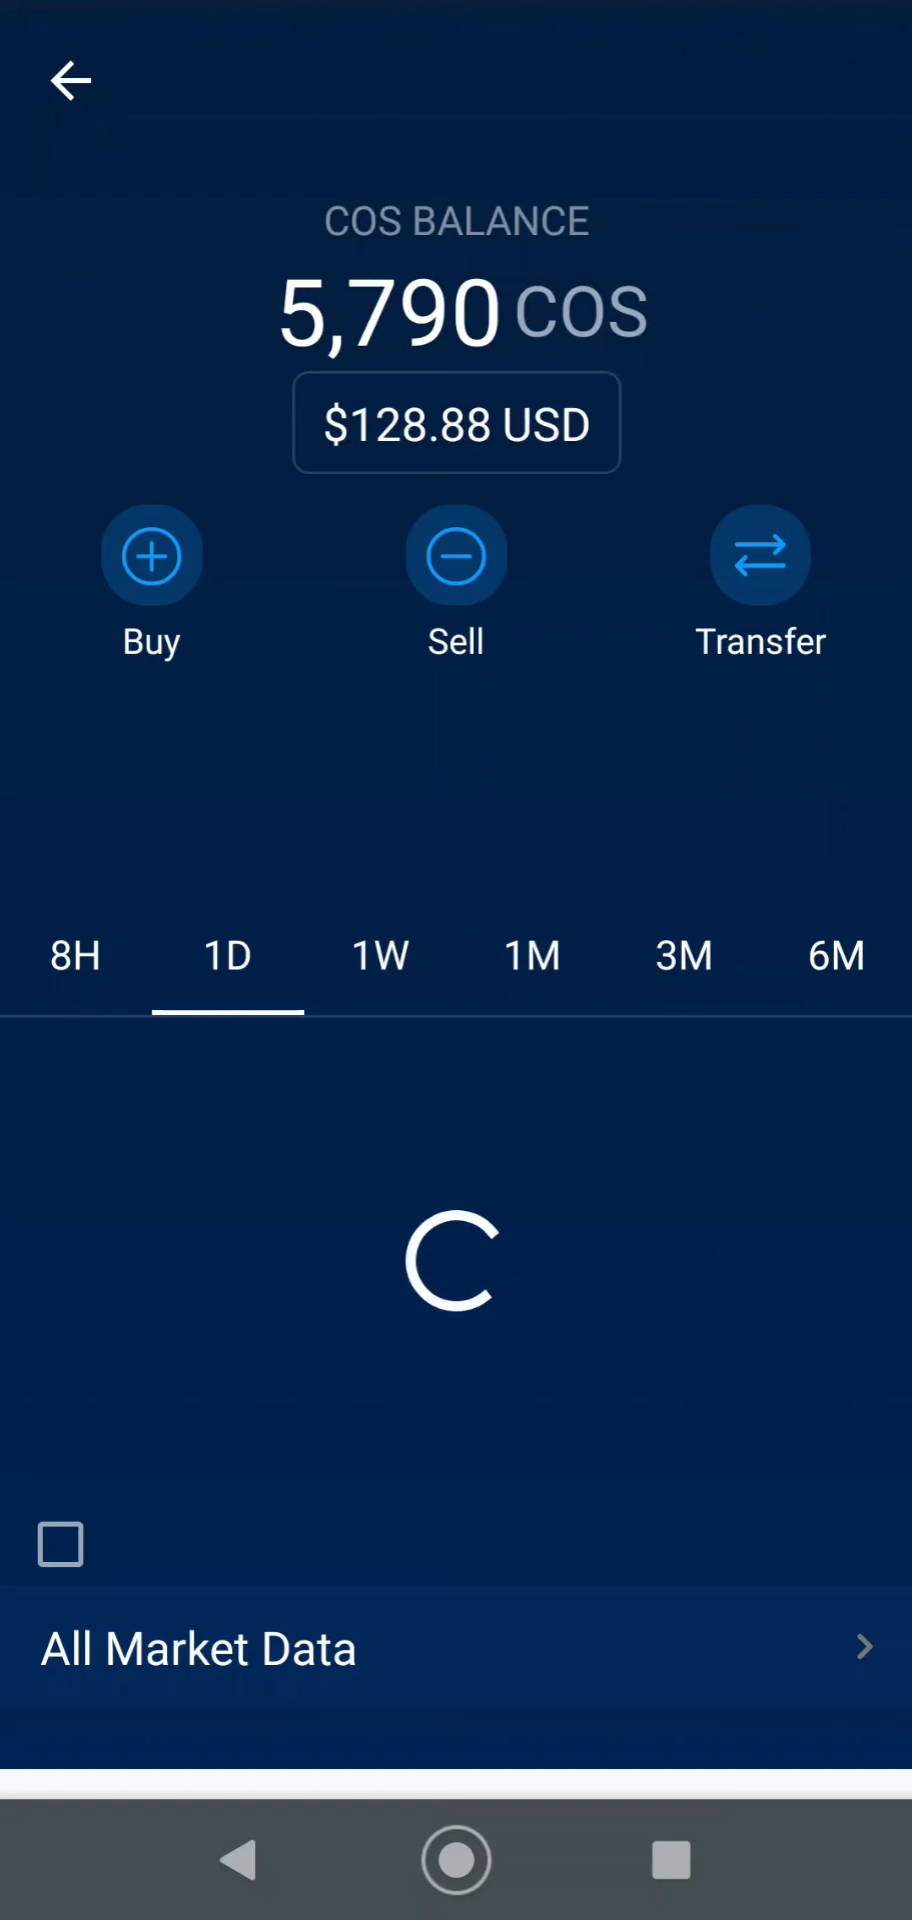 COS BALANCE
5,790 COS
$128.88 USD
Buy Sell Transfer
8H 1D 1W 1M 3M 6M
All Market Data